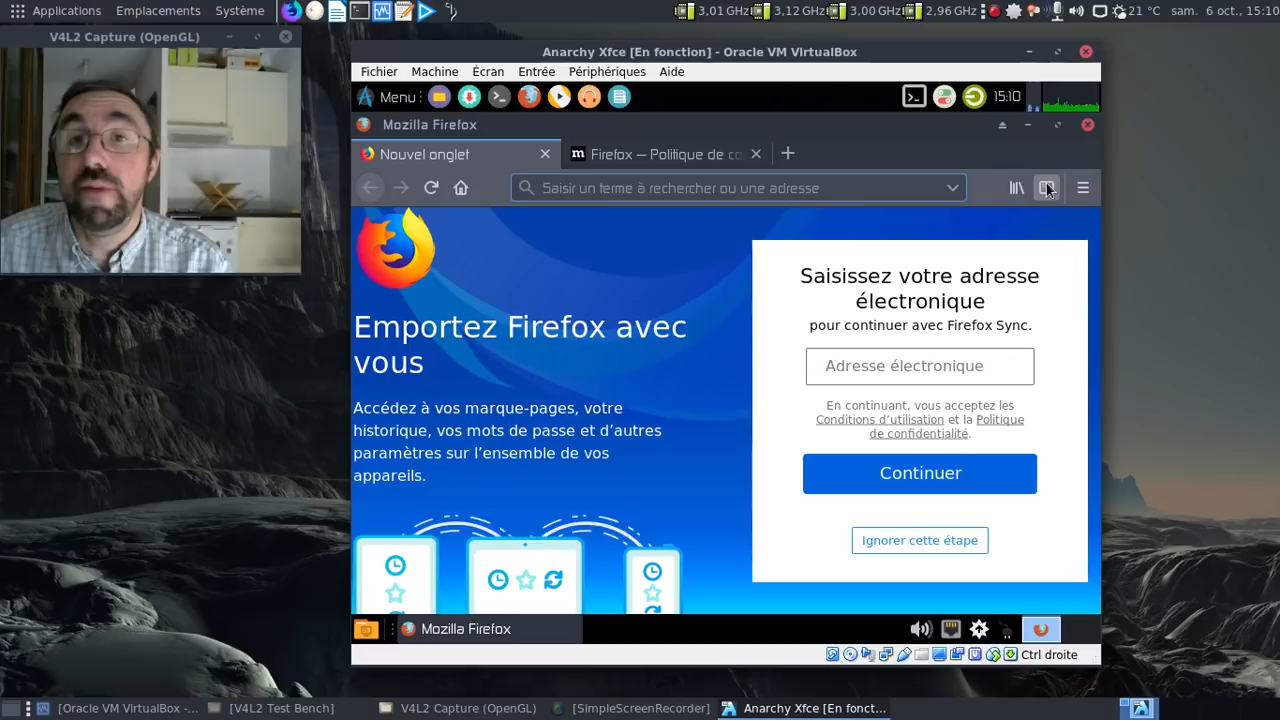 Applications Emplacements Système
3,01 GHz 3,12 GHz 3,00 GHz 2,96 GHz 21 °C sam. 6 oct., 15:10
V4L2 Capture (OpenGL)
Anarchy Xfce [En fonction] - Oracle VM VirtualBox
Fichier Machine Écran Entrée Périphériques Aide
Menu 15:10
Mozilla Firefox
Nouvel onglet
m Firefox — Politique de co
Saisir un terme à rechercher ou une adresse
Emportez Firefox avec
vous
Accédez à vos marque-pages, votre
historique, vos mots de passe et d’autres
paramètres sur l’ensemble de vos
appareils.
Saisissez votre adresse
électronique
pour continuer avec Firefox Sync.
Adresse électronique
En continuant, vous acceptez les
Conditions d’utilisation et la Politique
de confidentialité.
Continuer
Ignorer cette étape
Mozilla Firefox
Ctrl droite
[Oracle VM VirtualBox -... [V4L2 Test Bench] V4L2 Capture (OpenGL) [SimpleScreenRecorder] Anarchy Xfce [En fonct...